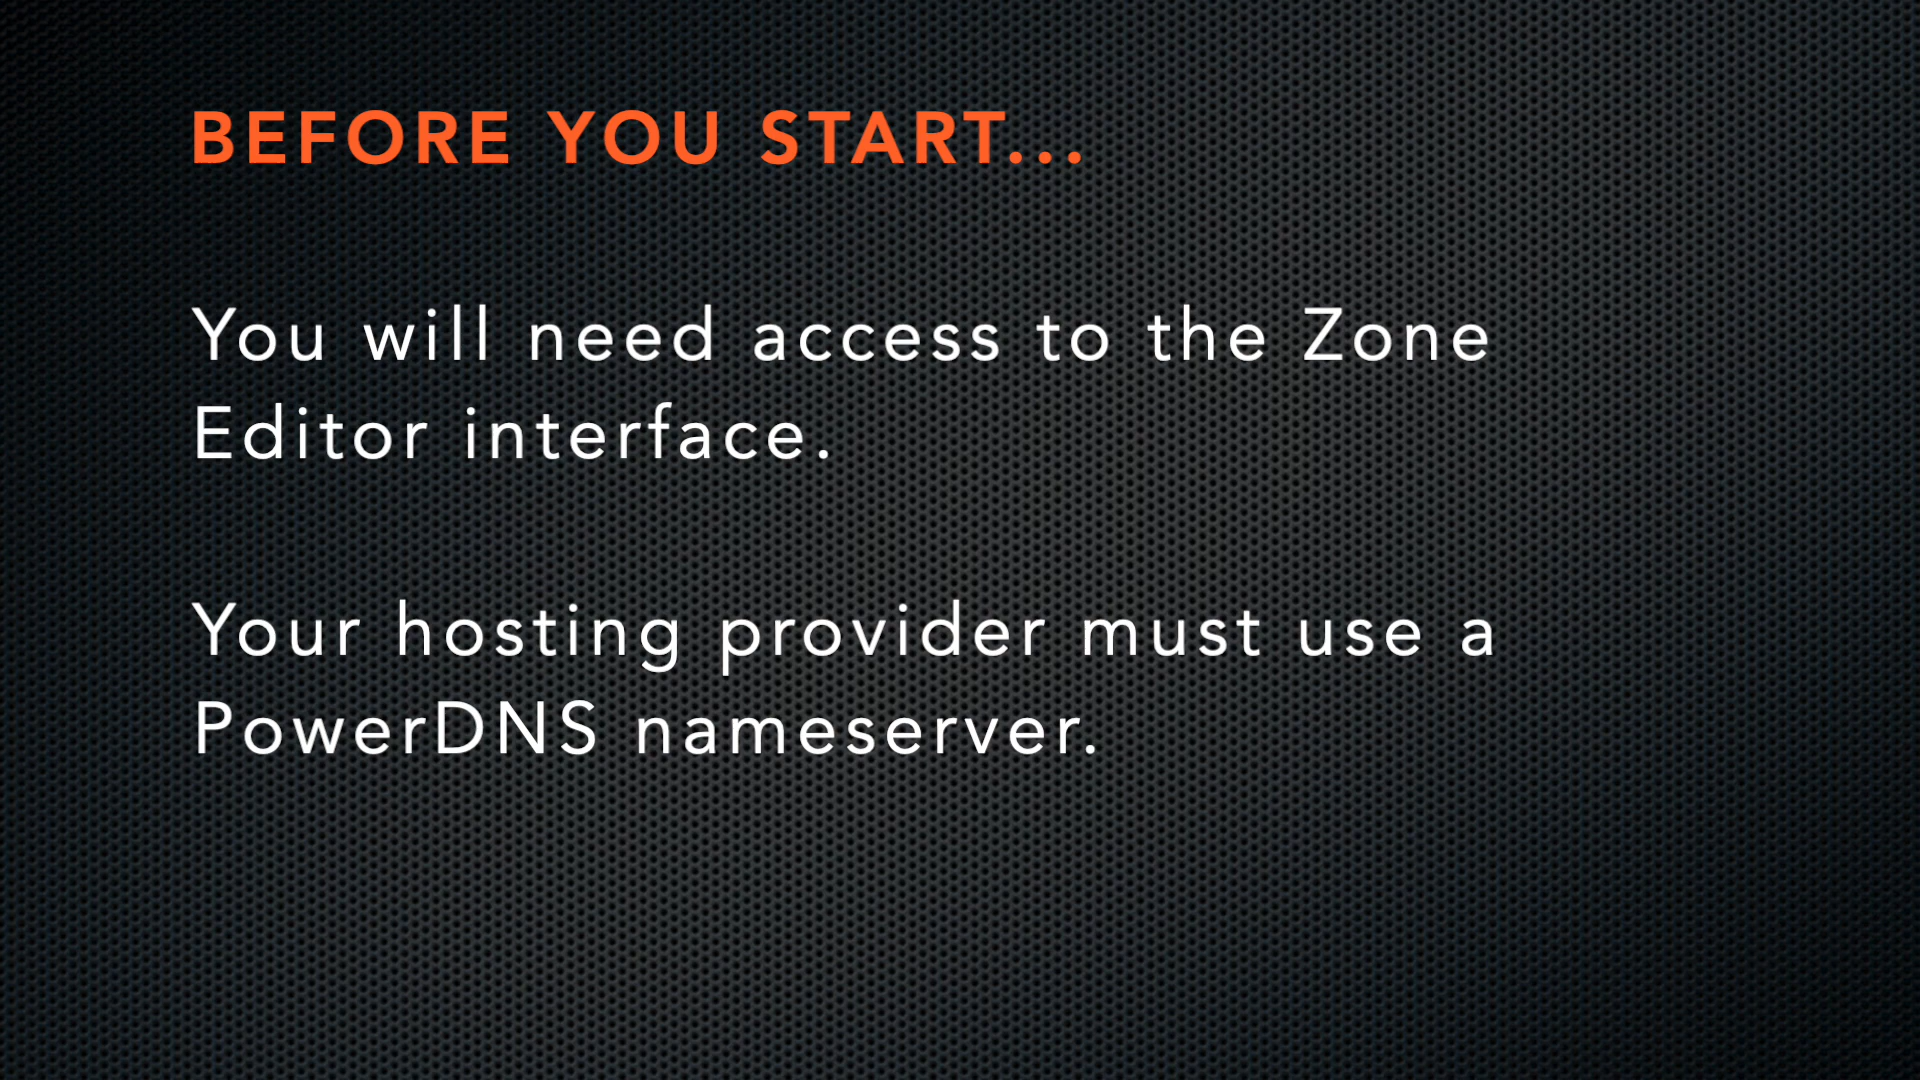 BEFORE YOU START...
You will need access to the Zone
Editor interface.
Your hosting provider must use a
PowerDNS nameserver.